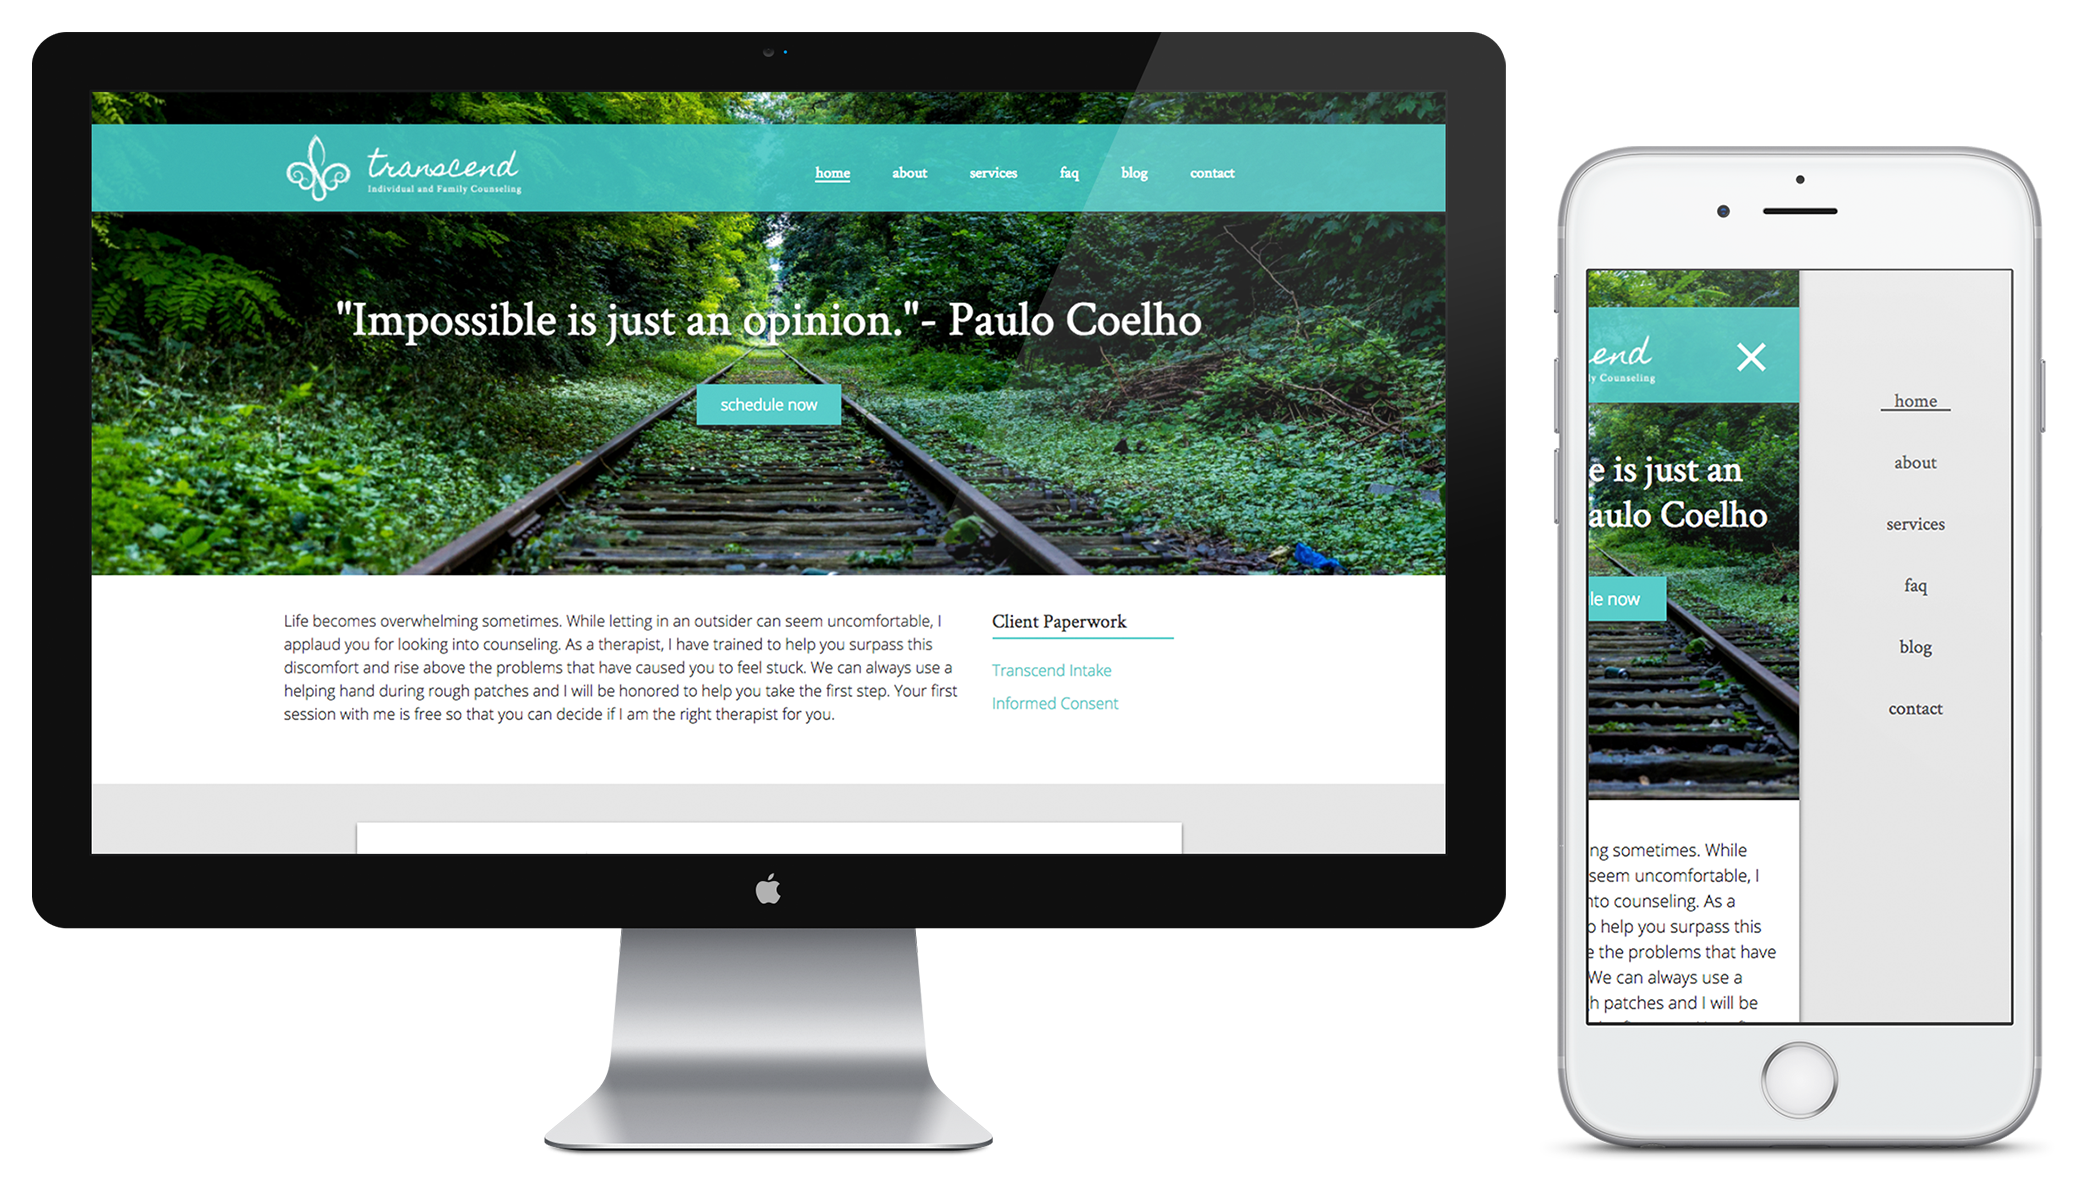 transcend
Individual and Family Counseling
home about services faq blog contact
"Impossible is just an opinion."- Paulo Coelho
schedule now
Life becomes overwhelming sometimes. While letting in an outsider can seem uncomfortable, I
applaud you for looking into counseling. As a therapist, I have trained to help you surpass this
discomfort and rise above the problems that have caused you to feel stuck. We can always use a
helping hand during rough patches and I will be honored to help you take the first step. Your first
session with me is free so that you can decide if I am the right therapist for you.
Client Paperwork
Transcend Intake
Informed Consent
end
ly Counseling
e is just an
aulo Coelho
le now
ng sometimes. While
seem uncomfortable, I
nto counseling. As a
o help you surpass this
e the problems that have
We can always use a
h patches and I will be
home
about
services
faq
blog
contact